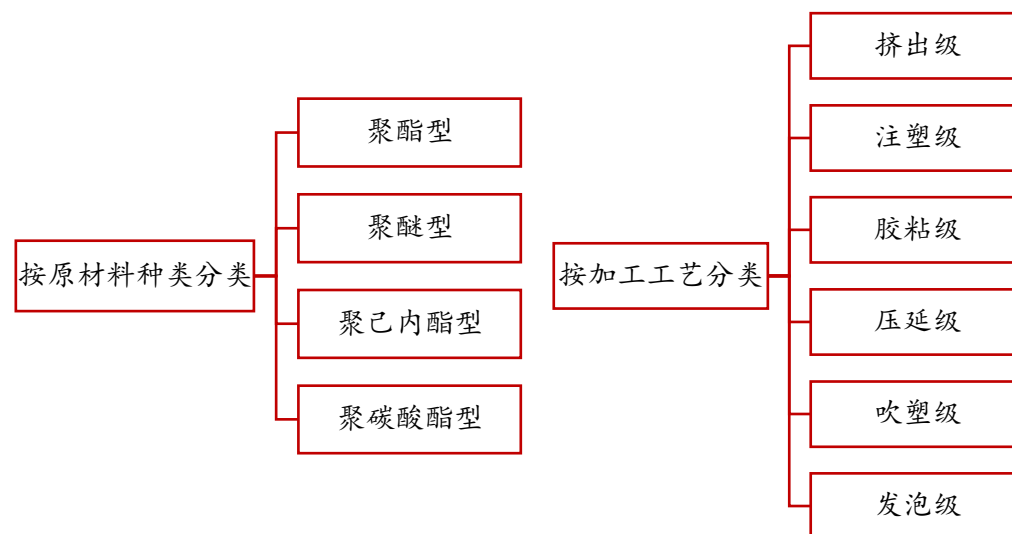 按原材料种类分类
聚酯型
聚醚型
聚己内酯型
聚碳酸酯型
按加工工艺分类
挤出级
注塑级
胶粘级
压延级
吹塑级
发泡级